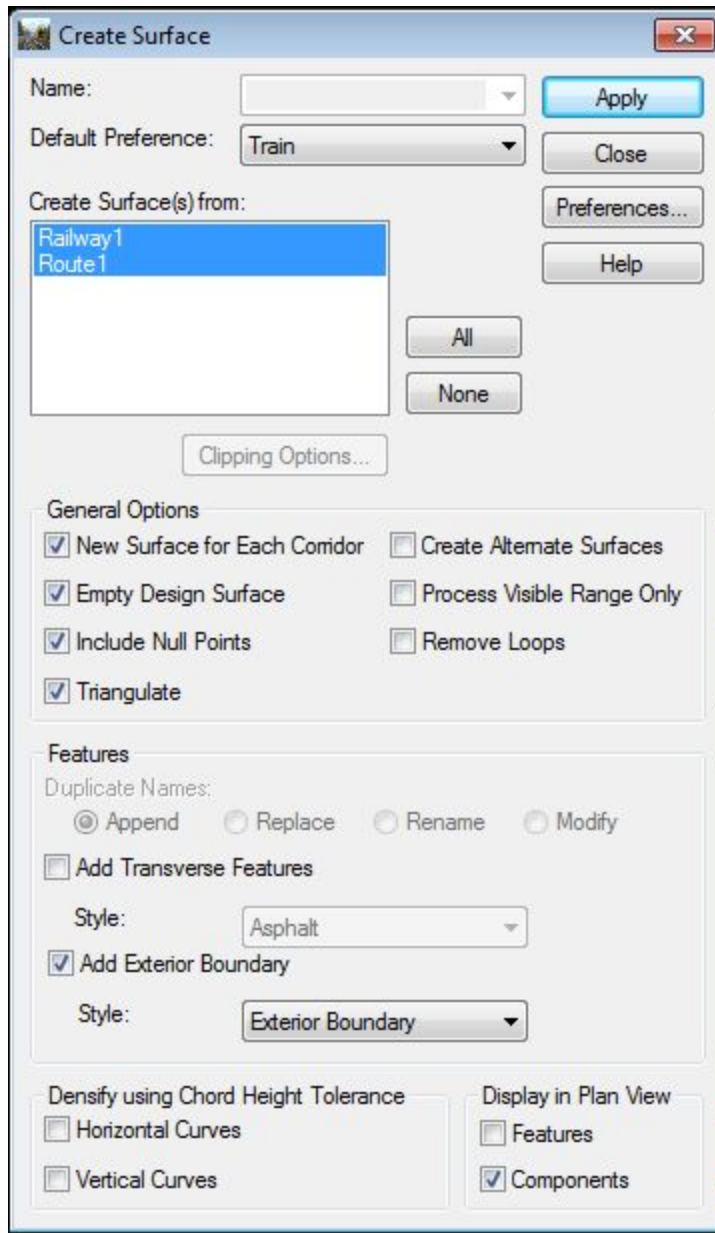 Create Surface
Name:
Apply
Default Preference: Train
Close
Create Surface(s) from:
Preferences...
Railway1
Route1
Help
All
None
Clipping Options...
General Options
New Surface for Each Corridor Create Alternate Surfaces
Empty Design Surface Process Visible Range Only
Include Null Points Remove Loops
Triangulate
Features
Duplicate Names:
Append Replace Rename Modify
Add Transverse Features
Style: Asphalt
Add Exterior Boundary
Style: Exterior Boundary
Densify using Chord Height Tolerance Display in Plan View
Horizontal Curves Features
Vertical Curves Components